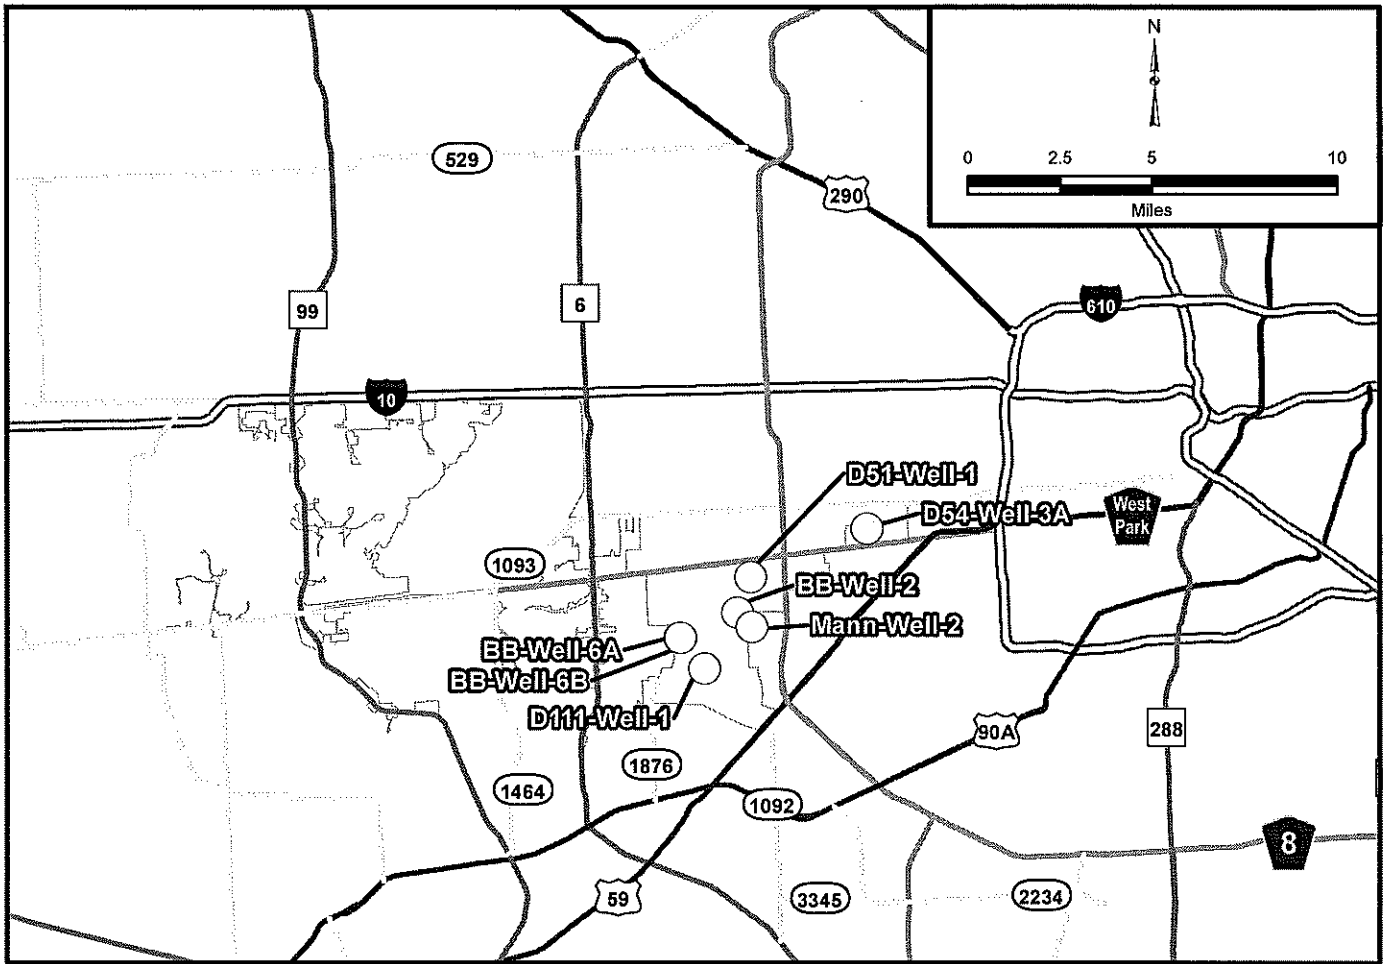 N
0 2.5 5 10
Miles
529
290
99
6
610
10
D51-Well-1
D54-Well-3A
West
Park
1093
BB-Well-2
Mann-Well-2
BB-Well-6A
BB-Well-6B
D111-Well-1
90A
288
1876
1464
1092
8
59
3345
2234